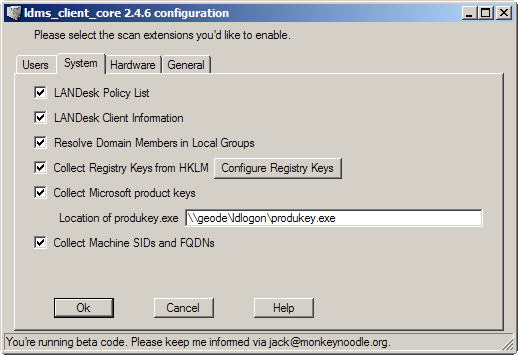 ldms_client_core 2.4.6 configuration
Please select the scan extensions you'd like to enable.
Users System Hardware General
LANDesk Policy List
LANDesk Client Information
Resolve Domain Members in Local Groups
Collect Registry Keys from HKLM Configure Registry Keys
Collect Microsoft product keys
Location of produkey.exe \\geode\ldlogon\produkey.exe
Collect Machine SIDs and FQDNs
Ok Cancel Help
You're running beta code. Please keep me informed via jack@monkeynoodle.org.